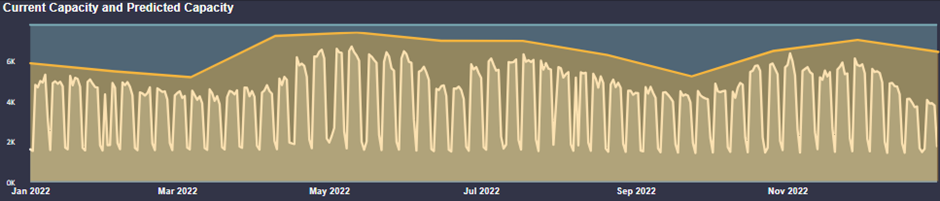 Current Capacity and Predicted Capacity
6K
4K
2K
0K
Jan 2022 Mar 2022 May 2022 Jul 2022 Sep 2022 Nov 2022